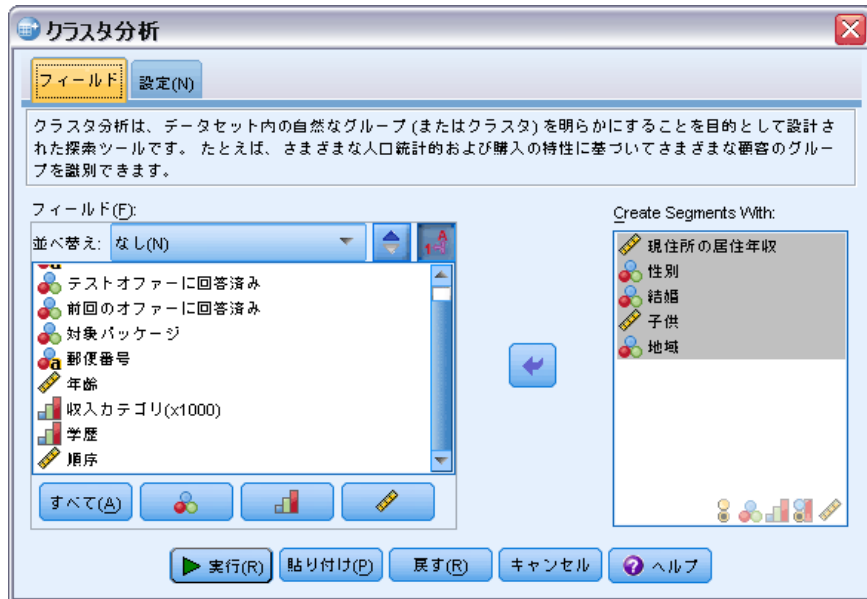 クラスタ分析
フィールド 設定(N)
クラスタ分析は、データセット内の自然なグループ (またはクラスタ) を明らかにすることを目的として設計さ
れた探索ツールです。 たとえば、さまざまな人口統計的および購入の特性に基づいてさまざまな顧客のグルー
プを識別できます。
フィールド(F):
並べ替え: なし(N)
テストオファーに回答済み
前回のオファーに回答済み
対象パッケージ
郵便番号
年齢
収入カテゴリ(x1000)
学歴
順序
すべて(A)
Create Segments With:
現住所の居住年収
性別
結婚
子供
地域
実行(R) 貼り付け(P) 戻す(R) キャンセル ヘルプ